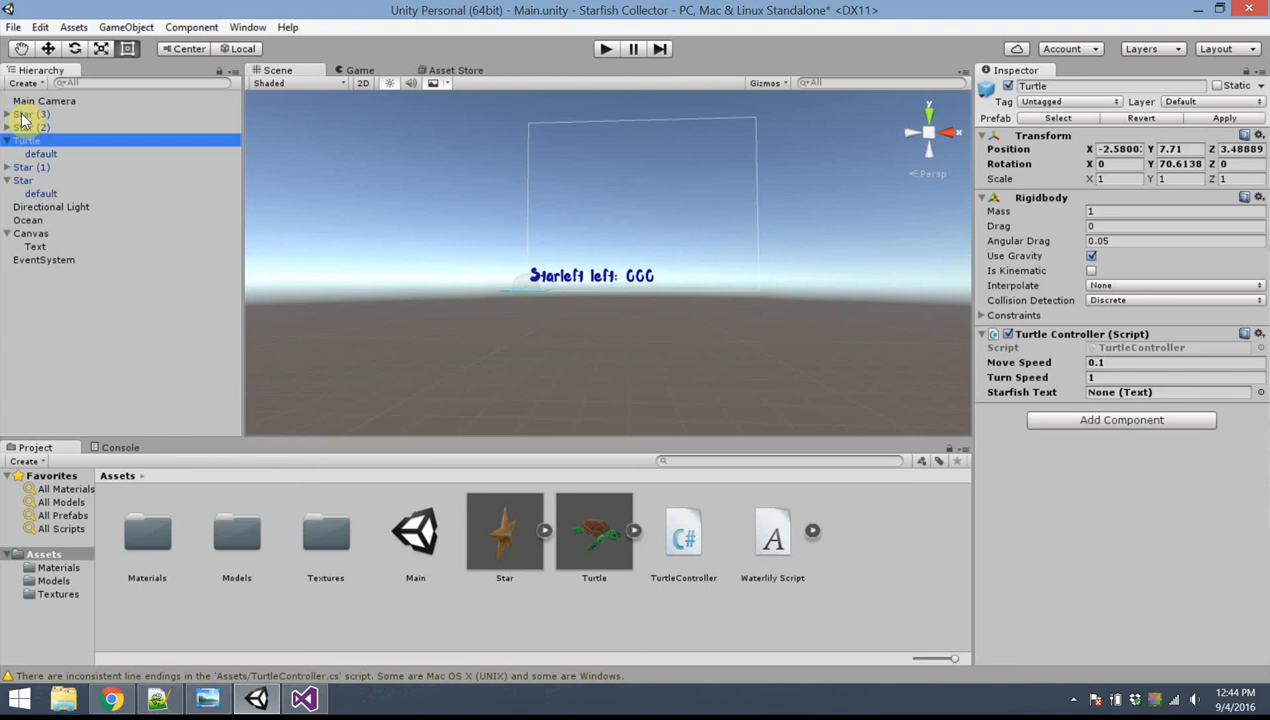 Unity Personal (64bit) - Main.unity - Starfish Collector - PC, Mac & Linux Standalone* <DX11>
File Edit Assets GameObject Component Window Help
Center Local Account Layers Layout
Hierarchy
Create All
Main Camera
Star (3)
Star (2)
Turtle
default
Star (1)
Star
default
Directional Light
Ocean
Canvas
Text
EventSystem
Scene Game Asset Store
Shaded 2D Gizmos All
y
x
Persp
Starleft left: 000
Inspector
Turtle Static
Tag Untagged Layer Default
Prefab Select Revert Apply
Transform
Position X -2.5800: Y 7.71 Z 3.48889
Rotation X 0 Y 70.6138 Z 0
Scale X 1 Y 1 Z 1
Rigidbody
Mass 1
Drag 0
Angular Drag 0.05
Use Gravity
Is Kinematic
Interpolate None
Collision Detection Discrete
Constraints
Turtle Controller (Script)
Script TurtleController
Move Speed 0.1
Turn Speed 1
Starfish Text None (Text)
Add Component
Project Console
Create
Favorites
All Materials
All Models
All Prefabs
All Scripts
Assets
Materials
Models
Textures
Assets
Materials Models Textures Main Star Turtle TurtleController Waterlily Script
C#
A
There are inconsistent line endings in the 'Assets/TurtleController.cs' script. Some are Mac OS X (UNIX) and some are Windows.
12:44 PM
9/4/2016